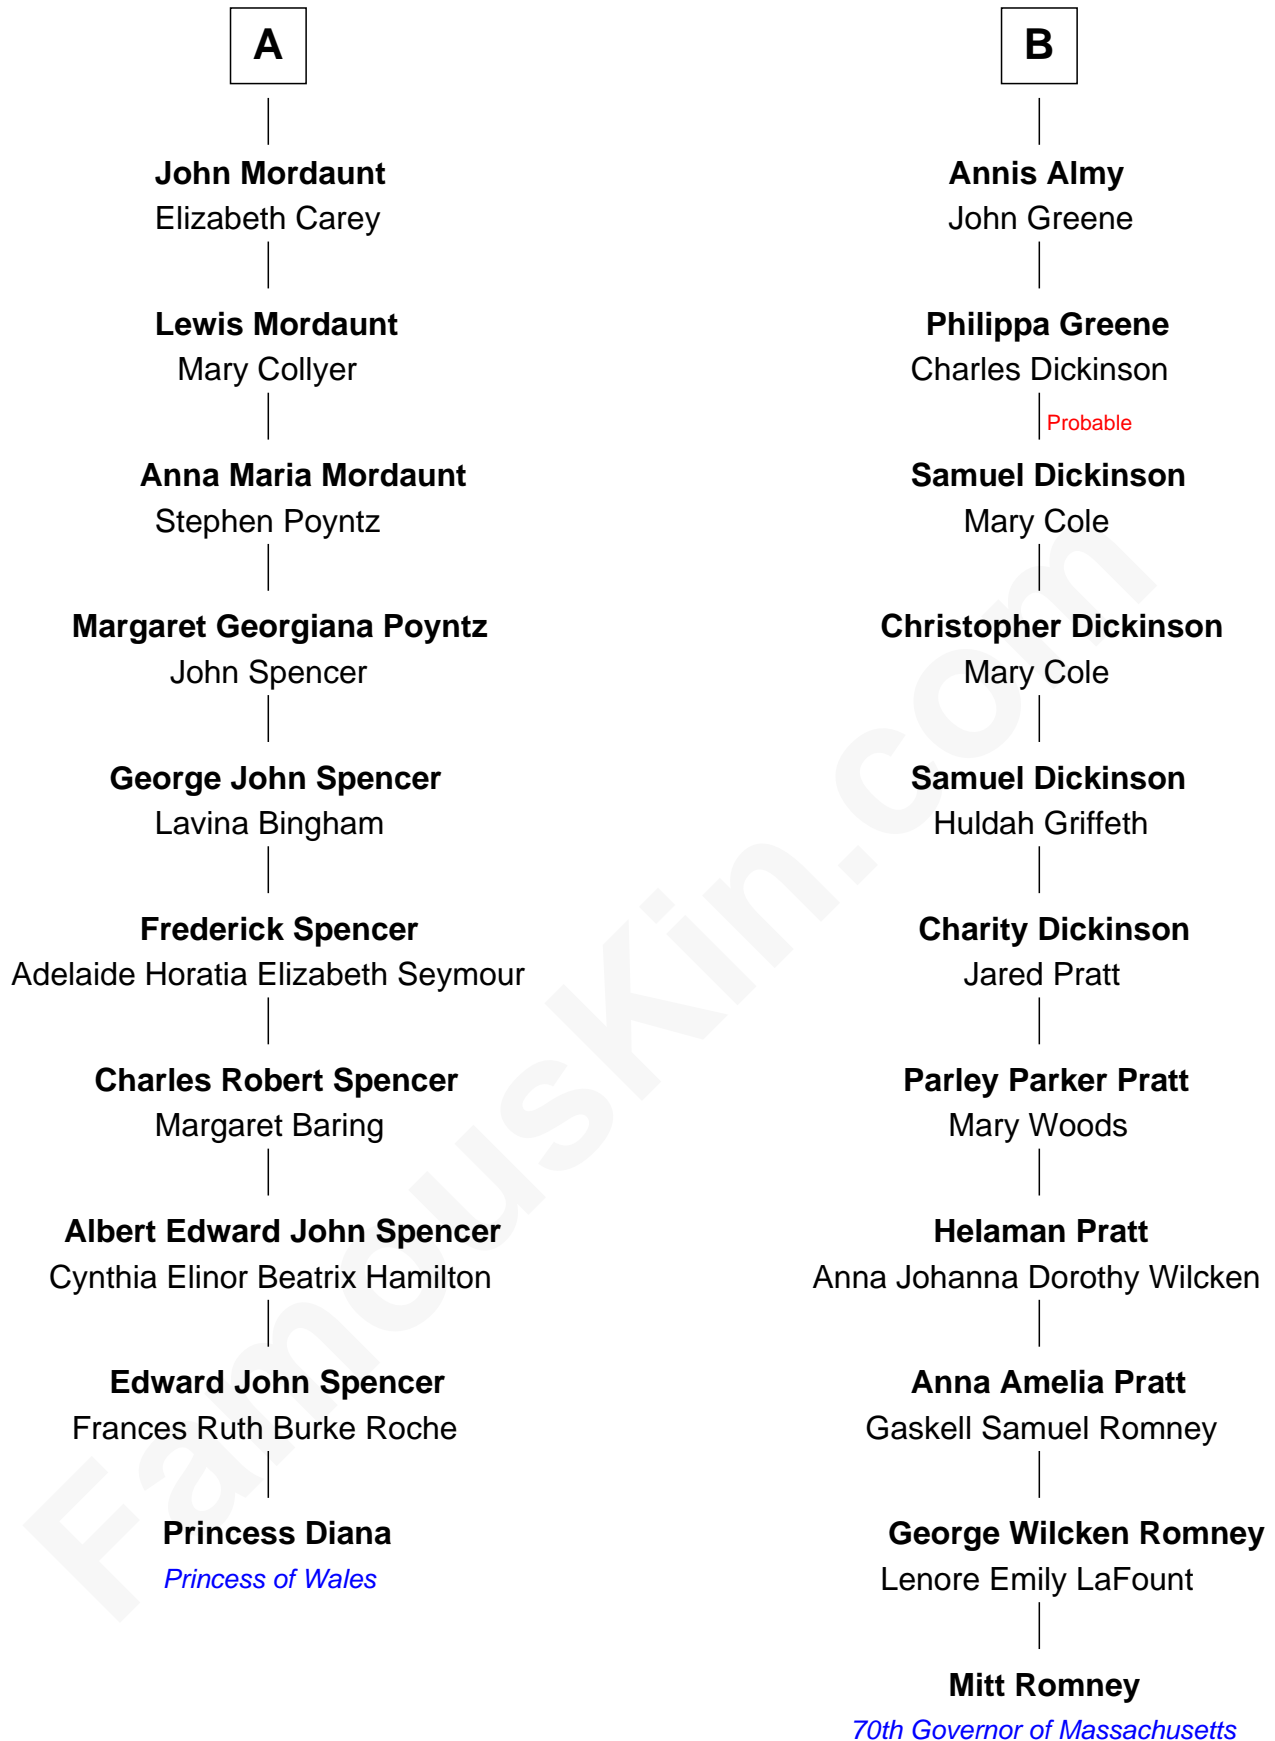 A
John Mordaunt
Elizabeth Carey
Lewis Mordaunt
Mary Collyer
Anna Maria Mordaunt
Stephen Poyntz
Margaret Georgiana Poyntz
John Spencer
George John Spencer
Lavina Bingham
Frederick Spencer
Adelaide Horatia Elizabeth Seymour
Charles Robert Spencer
Margaret Baring
Albert Edward John Spencer
Cynthia Elinor Beatrix Hamilton
Edward John Spencer
Frances Ruth Burke Roche
Princess Diana
Princess of Wales
B
Annis Almy
John Greene
Philippa Greene
Charles Dickinson
Probable
Samuel Dickinson
Mary Cole
Christopher Dickinson
Mary Cole
Samuel Dickinson
Huldah Griffeth
Charity Dickinson
Jared Pratt
Parley Parker Pratt
Mary Woods
Helaman Pratt
Anna Johanna Dorothy Wilcken
Anna Amelia Pratt
Gaskell Samuel Romney
George Wilcken Romney
Lenore Emily LaFount
Mitt Romney
70th Governor of Massachusetts
FamousKin.com